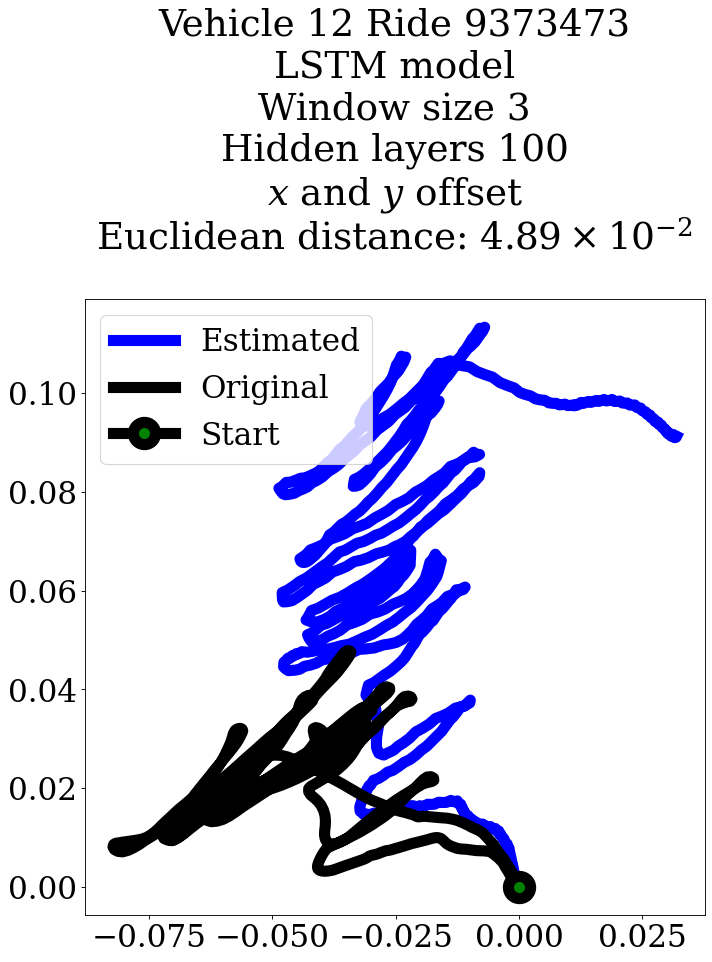 Vehicle 12 Ride 9373473
LSTM model
Window size 3
Hidden layers 100
x and y offset
Euclidean distance: 4.89 × 10⁻²
Estimated
Original
Start
0.10
0.08
0.06
0.04
0.02
0.00
−0.075 −0.050 −0.025 0.000 0.025